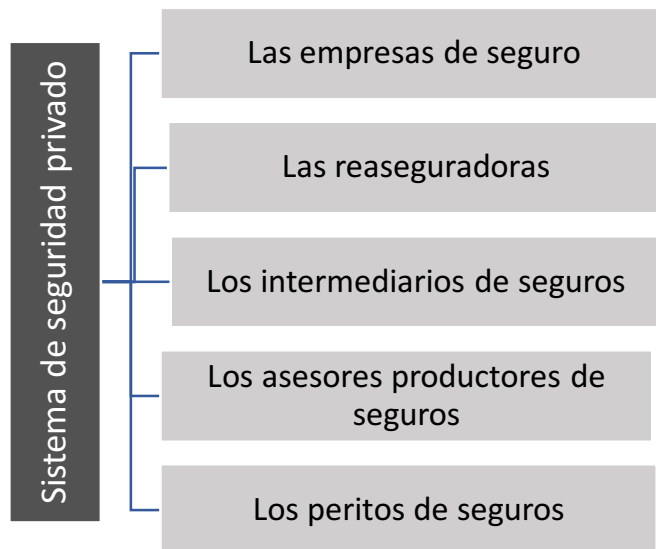 Sistema de seguridad privado
Las empresas de seguro
Las reaseguradoras
Los intermediarios de seguros
Los asesores productores de
seguros
Los peritos de seguros